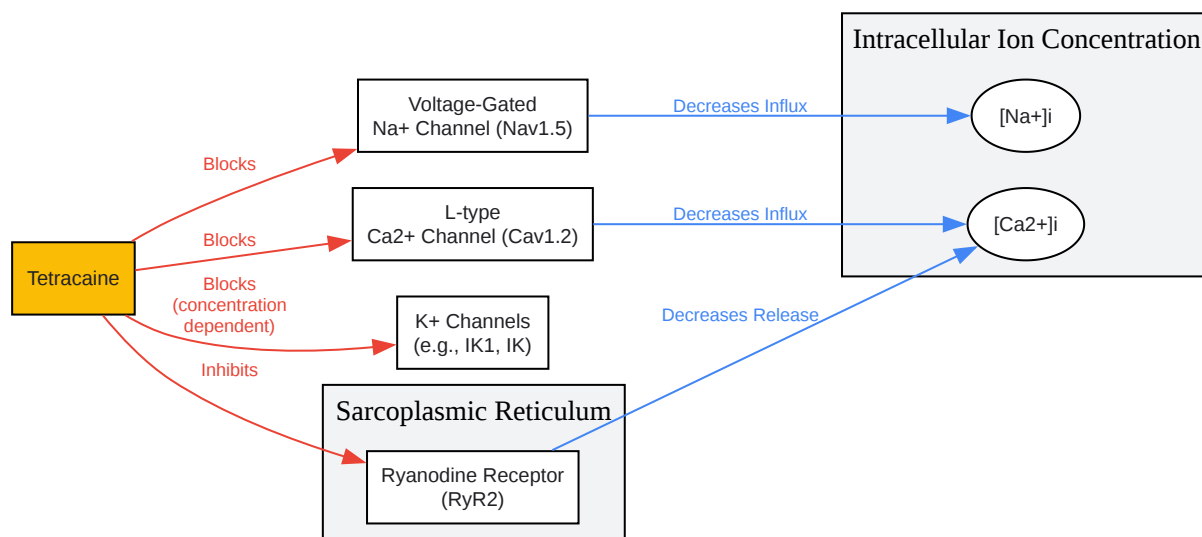 Intracellular Ion Concentration
Voltage-Gated
Na+ Channel (Nav1.5)
Decreases Influx
[Na+]i
Blocks
L-type
Ca2+ Channel (Cav1.2)
Decreases Influx
[Ca2+]i
Blocks
Tetracaine
Blocks
(concentration
dependent)
K+ Channels
(e.g., IK1, IK)
Decreases Release
Inhibits
Sarcoplasmic Reticulum
Ryanodine Receptor
(RyR2)